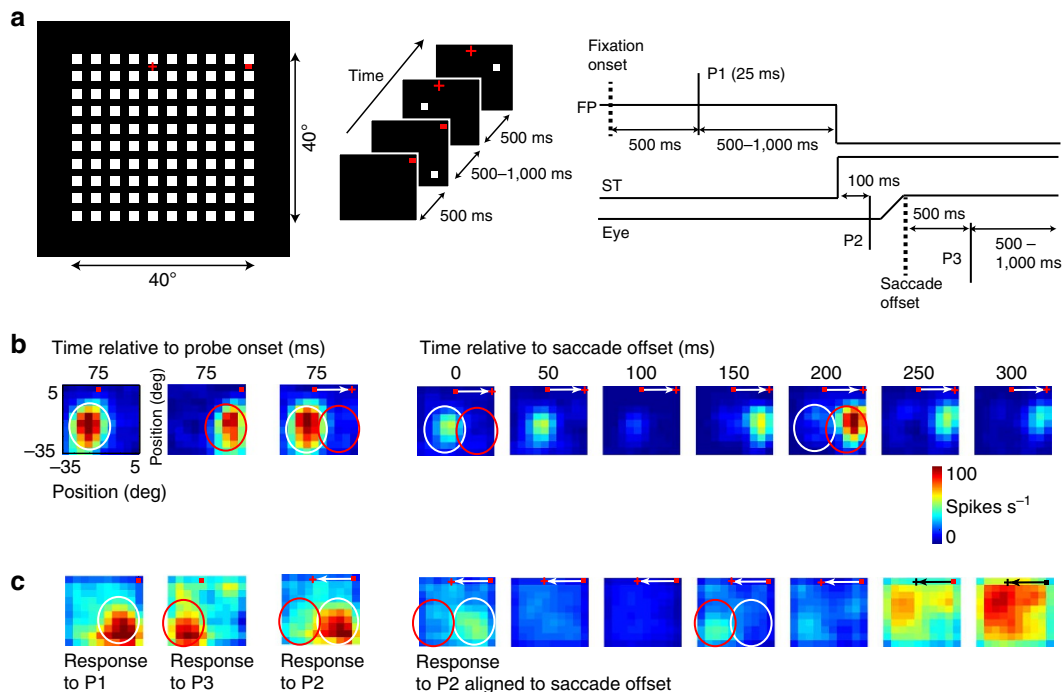 a
40°
40°
Time
500 ms
500–1,000 ms
500 ms
Fixation
onset
P1 (25 ms)
FP
500 ms
500–1,000 ms
ST
100 ms
Eye
P2
500 ms
P3
500 –
1,000 ms
Saccade
offset
b
Time relative to probe onset (ms)
75
75
75
5
–35
–35
5
Position (deg)
Position (deg)
Time relative to saccade offset (ms)
0
50
100
150
200
250
300
100
Spikes s⁻¹
0
c
Response
to P1
Response
to P3
Response
to P2
Response
to P2 aligned to saccade offset